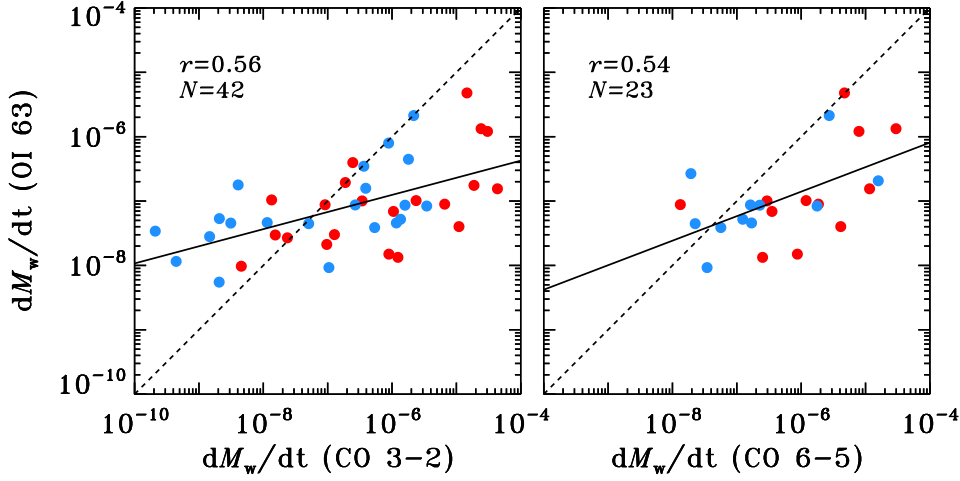 10⁻⁴
10⁻⁶
10⁻⁸
10⁻¹⁰
dM_w/dt (OI 63)
r=0.56
N=42
r=0.54
N=23
10⁻¹⁰ 10⁻⁸ 10⁻⁶ 10⁻⁴
10⁻⁸ 10⁻⁶ 10⁻⁴
dM_w/dt (CO 3−2)
dM_w/dt (CO 6−5)